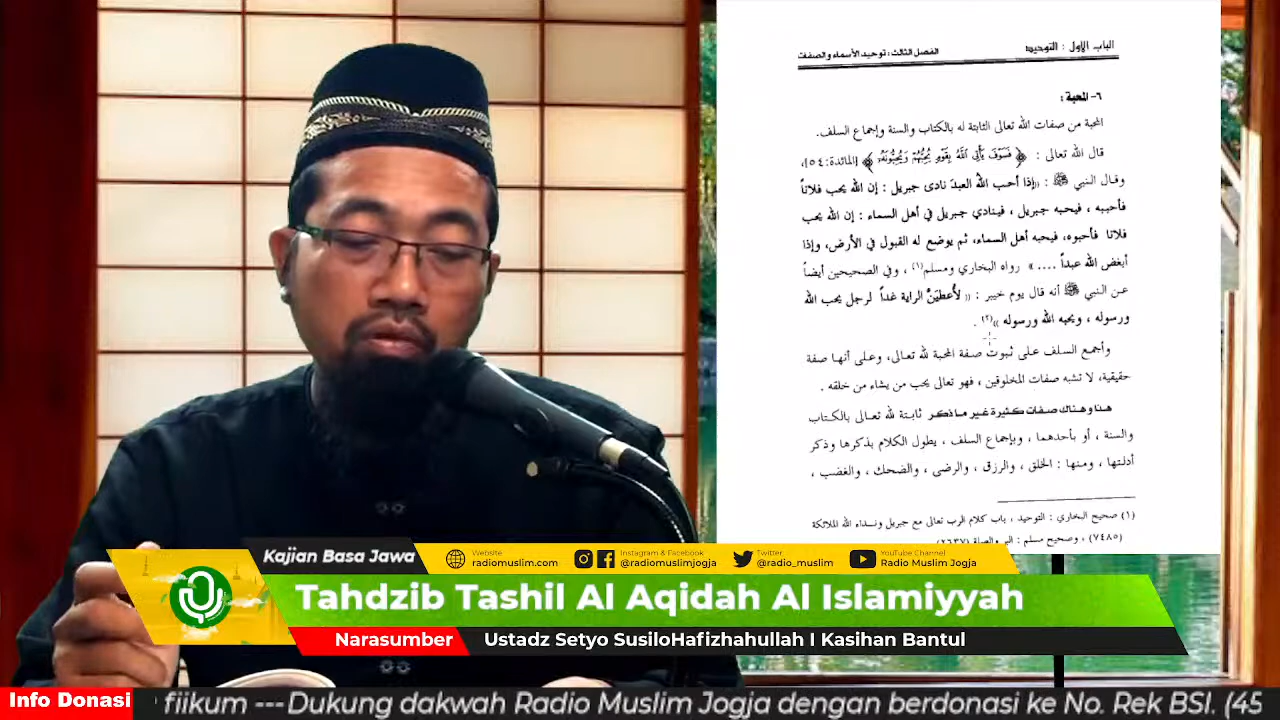 الباب الأول : التوحيد
الفصل الثالث : توحيد الأسماء والصفات
٦- المحبة :
المحبة من صفات الله تعالى الثابتة له بالكتاب والسنة وإجماع السلف.
قال الله تعالى : ﴿ فَسَوْفَ يَأْتِي اللَّهُ بِقَوْمٍ يُحِبُّهُمْ وَيُحِبُّونَهُ ﴾ [المائدة:٥٤]،
وقال النبي ﷺ : «إذا أحب الله العبدَ نادى جبريل : إن الله يحب فلاناً
فأحببه ، فيحبه جبريل ، فينادي جبريل في أهل السماء : إن الله يحب
فلانا فأحبوه، فيحبه أهل السماء، ثم يوضع له القبول في الأرض، وإذا
أبغض الله عبداً .... » رواه البخاري ومسلم(١) ، وفي الصحيحين أيضاً
عن النبي ﷺ أنه قال يوم خيبر : « لأُعطيَنَّ الراية غداً لرجل يحب الله
ورسوله ، ويحبه الله ورسوله »(٢) .
وأجمع السلف على ثبوت صفة المحبة لله تعالى، وعلى أنها صفة
حقيقية، لا تشبه صفات المخلوقين ، فهو تعالى يحب من يشاء من خلقه .
هذا وهناك صفات كثيرة غير ما ذكر ثابتة لله تعالى بالكتاب
والسنة ، أو بأحدهما ، وبإجماع السلف ، يطول الكلام بذكرها وذكر
أدلتها ، ومنها : الخلق ، والرزق ، والرضى ، والضحك ، والغضب ،
(١) صحيح البخاري : التوحيد ، باب كلام الرب تعالى مع جبريل ونداء الله الملائكة
(٧٤٨٥) ، وصحيح مسلم : البر والصلة (٢٦٣٧)
Kajian Basa Jawa
Website
radiomuslim.com
Instagram & Facebook
@radiomuslimjogja
Twitter
@radio_muslim
YouTube Channel
Radio Muslim Jogja
Tahdzib Tashil Al Aqidah Al Islamiyyah
Narasumber
Ustadz Setyo SusiloHafizhahullah I Kasihan Bantul
Info Donasi
fiikum --- Dukung dakwah Radio Muslim Jogja dengan berdonasi ke No. Rek BSI. (45